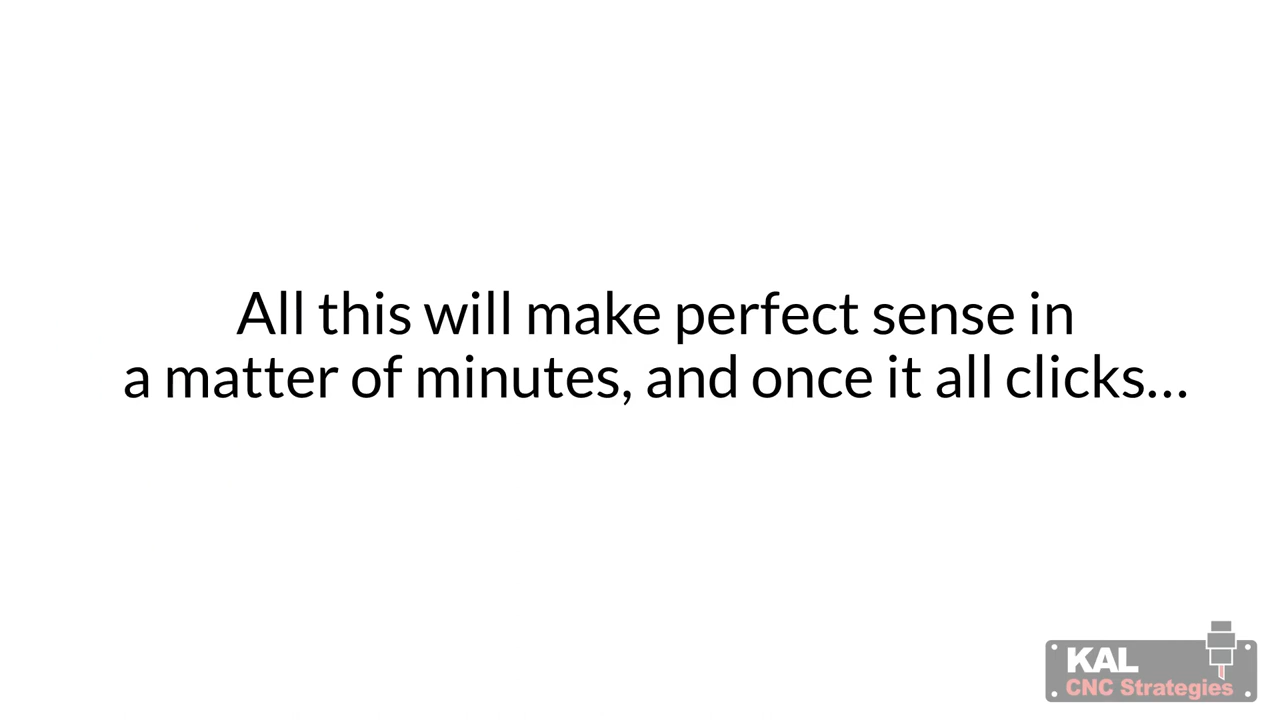 All this will make perfect sense in
a matter of minutes, and once it all clicks...
KAL
CNC Strategies